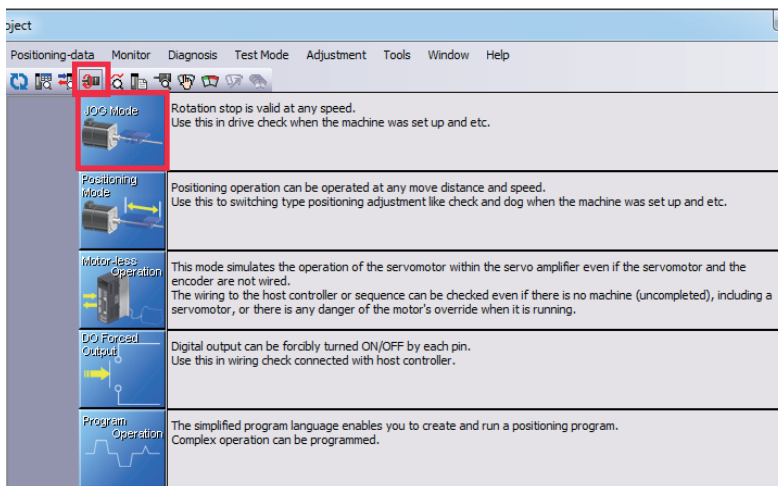 oject
Positioning-data Monitor Diagnosis Test Mode Adjustment Tools Window Help
JOG Mode
Rotation stop is valid at any speed.
Use this in drive check when the machine was set up and etc.
Positioning
Mode
Positioning operation can be operated at any move distance and speed.
Use this to switching type positioning adjustment like check and dog when the machine was set up and etc.
Motor-less
Operation
This mode simulates the operation of the servomotor within the servo amplifier even if the servomotor and the
encoder are not wired.
The wiring to the host controller or sequence can be checked even if there is no machine (uncompleted), including a
servomotor, or there is any danger of the motor's override when it is running.
DO Forced
Output
Digital output can be forcibly turned ON/OFF by each pin.
Use this in wiring check connected with host controller.
Program
Operation
The simplified program language enables you to create and run a positioning program.
Complex operation can be programmed.